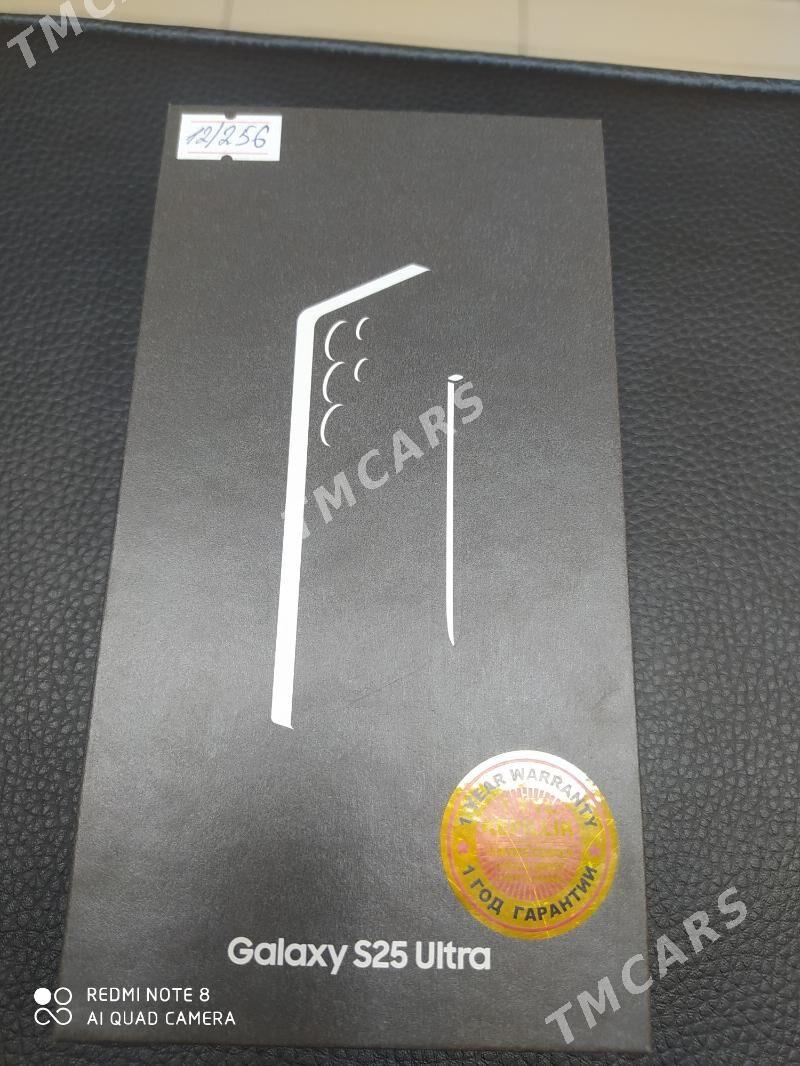 TMCARS
12/256
TMCARS
1 YEAR WARRANTY
1 ГОД ГАРАНТИИ
Galaxy S25 Ultra
TMCARS
REDMI NOTE 8
AI QUAD CAMERA